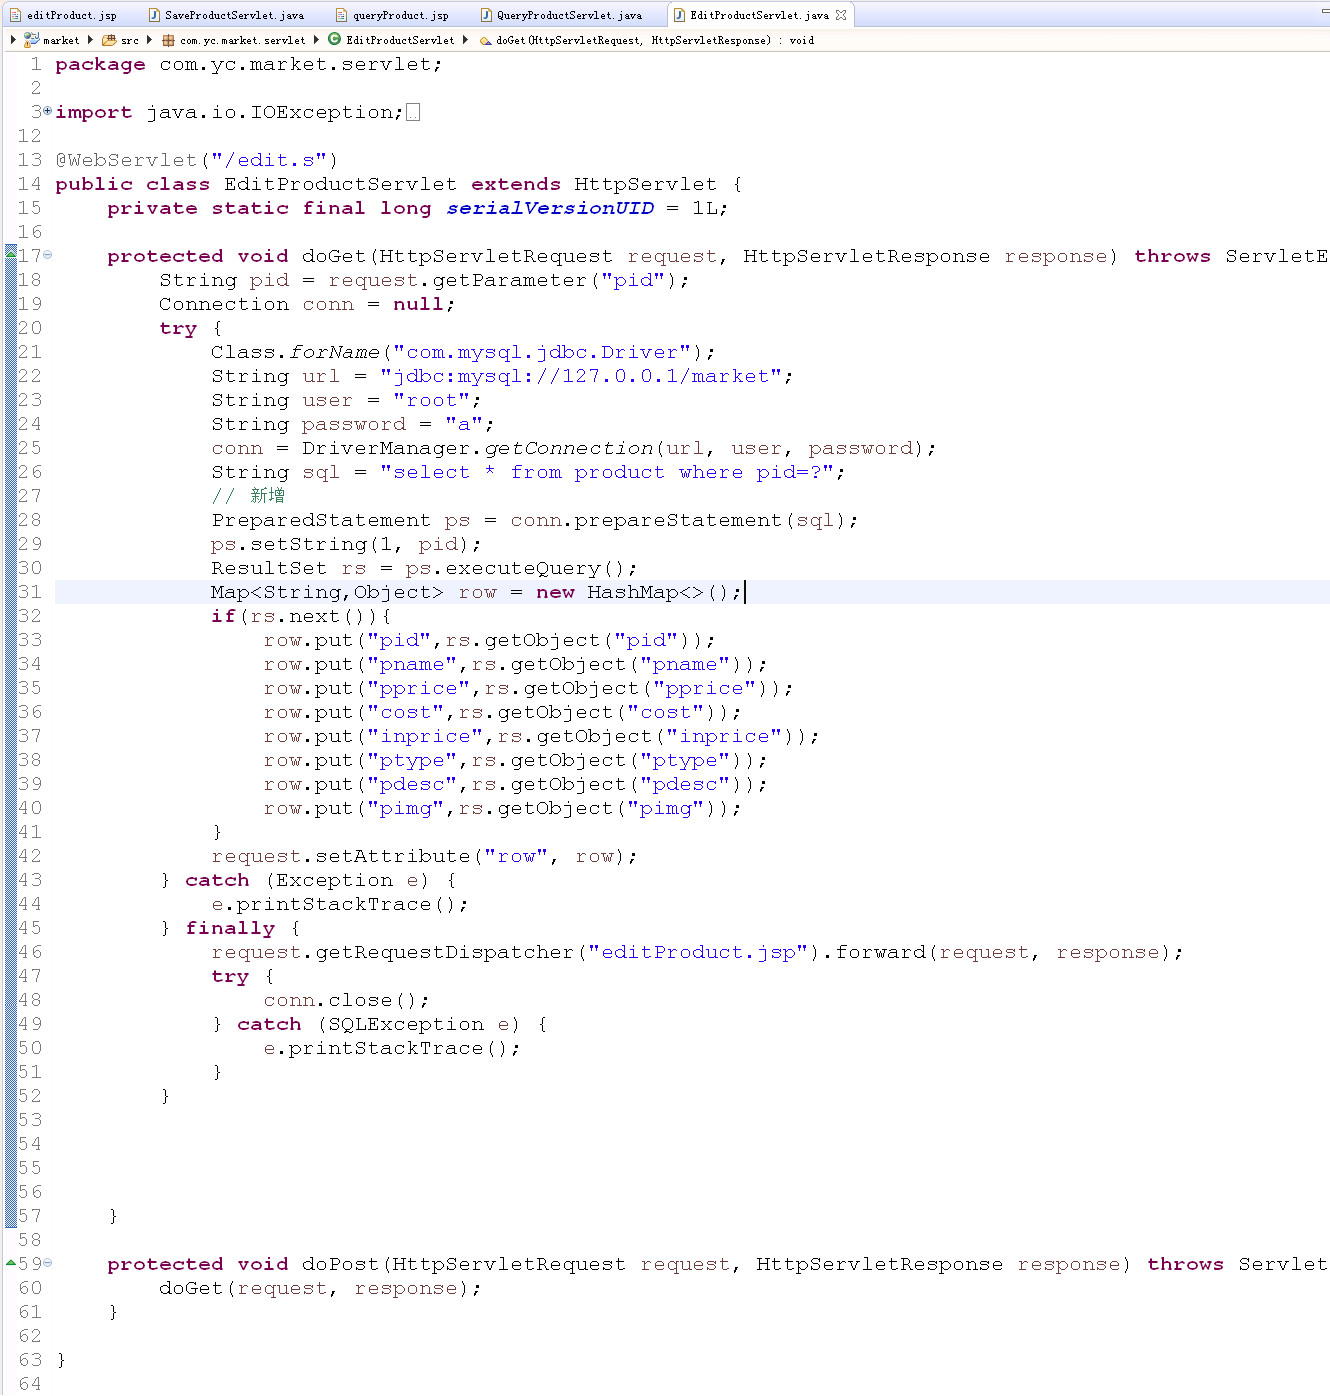 editProduct.jsp SaveProductServlet.java queryProduct.jsp QueryProductServlet.java EditProductServlet.java
market src com.yc.market.servlet EditProductServlet doGet(HttpServletRequest, HttpServletResponse) : void
1 package com.yc.market.servlet;
2
3 import java.io.IOException;
12
13 @WebServlet("/edit.s")
14 public class EditProductServlet extends HttpServlet {
15 private static final long serialVersionUID = 1L;
16
17 protected void doGet(HttpServletRequest request, HttpServletResponse response) throws ServletE
18 String pid = request.getParameter("pid");
19 Connection conn = null;
20 try {
21 Class.forName("com.mysql.jdbc.Driver");
22 String url = "jdbc:mysql://127.0.0.1/market";
23 String user = "root";
24 String password = "a";
25 conn = DriverManager.getConnection(url, user, password);
26 String sql = "select * from product where pid=?";
27 // 新增
28 PreparedStatement ps = conn.prepareStatement(sql);
29 ps.setString(1, pid);
30 ResultSet rs = ps.executeQuery();
31 Map<String,Object> row = new HashMap<>();
32 if(rs.next()){
33 row.put("pid",rs.getObject("pid"));
34 row.put("pname",rs.getObject("pname"));
35 row.put("pprice",rs.getObject("pprice"));
36 row.put("cost",rs.getObject("cost"));
37 row.put("inprice",rs.getObject("inprice"));
38 row.put("ptype",rs.getObject("ptype"));
39 row.put("pdesc",rs.getObject("pdesc"));
40 row.put("pimg",rs.getObject("pimg"));
41 }
42 request.setAttribute("row", row);
43 } catch (Exception e) {
44 e.printStackTrace();
45 } finally {
46 request.getRequestDispatcher("editProduct.jsp").forward(request, response);
47 try {
48 conn.close();
49 } catch (SQLException e) {
50 e.printStackTrace();
51 }
52 }
53
54
55
56
57 }
58
59 protected void doPost(HttpServletRequest request, HttpServletResponse response) throws Servlet
60 doGet(request, response);
61 }
62
63 }
64